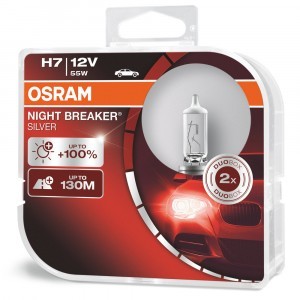 H7 12V
55W
OSRAM
NIGHT BREAKER®
SILVER
UP TO
+100%
UP TO
130M
DUOBOX
2x
DUOBOX